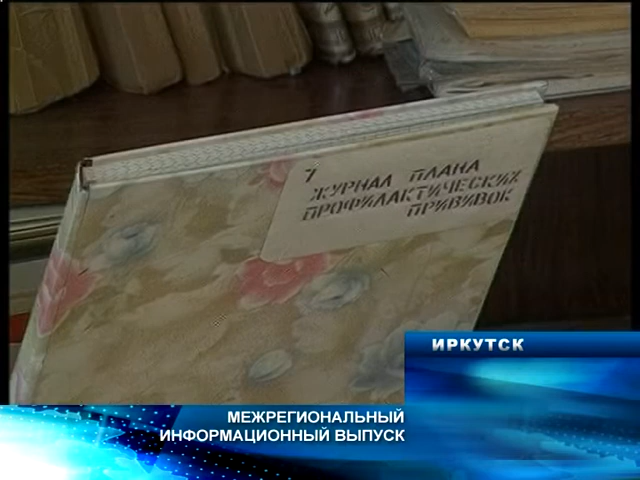 7
ЖУРНАЛ ПЛАНА
ПРОФИЛАКТИЧЕСКИХ
ПРИВИВОК
ИРКУТСК
МЕЖРЕГИОНАЛЬНЫЙ
ИНФОРМАЦИОННЫЙ ВЫПУСК